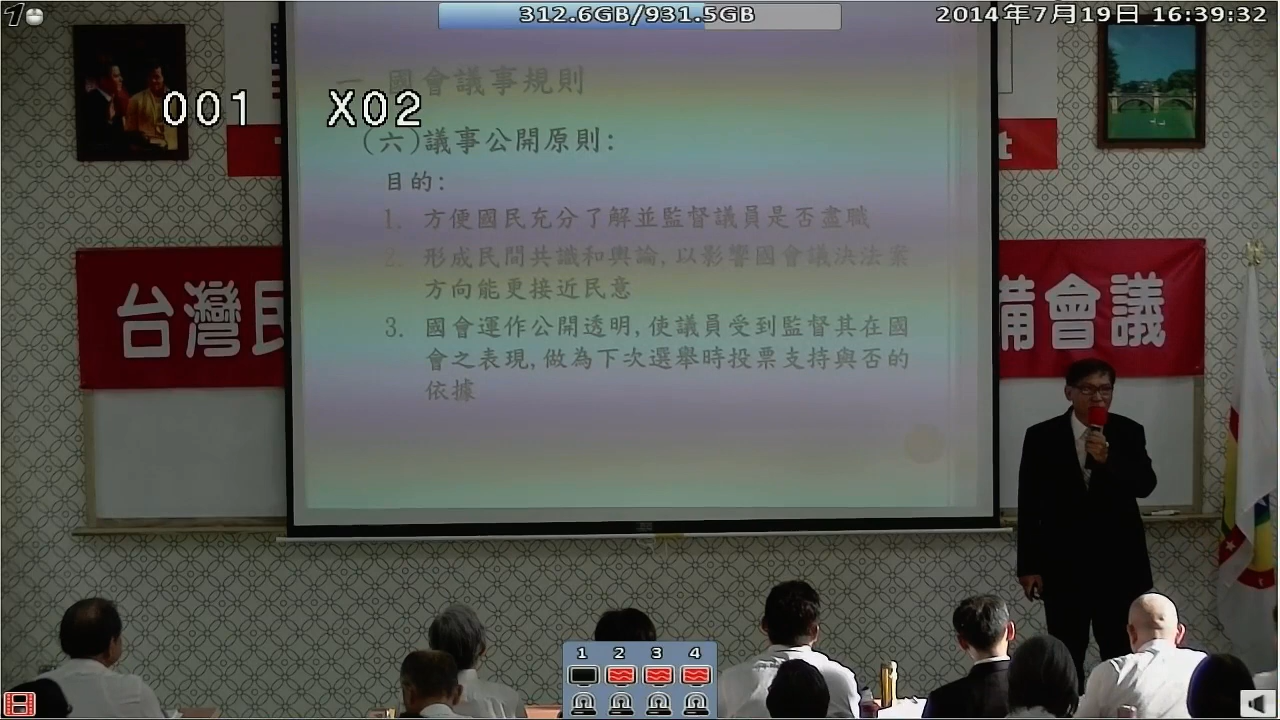 312.6GB/931.5GB
2014年7月19日 16:39:32
001 X02
一 國會議事規則
(六)議事公開原則:
目的:
1. 方便國民充分了解並監督議員是否盡職
2. 形成民間共識和輿論,以影響國會議決法案
方向能更接近民意
3. 國會運作公開透明,使議員受到監督其在國
會之表現,做為下次選舉時投票支持與否的
依據
t
台灣民
備會議
1 2 3 4